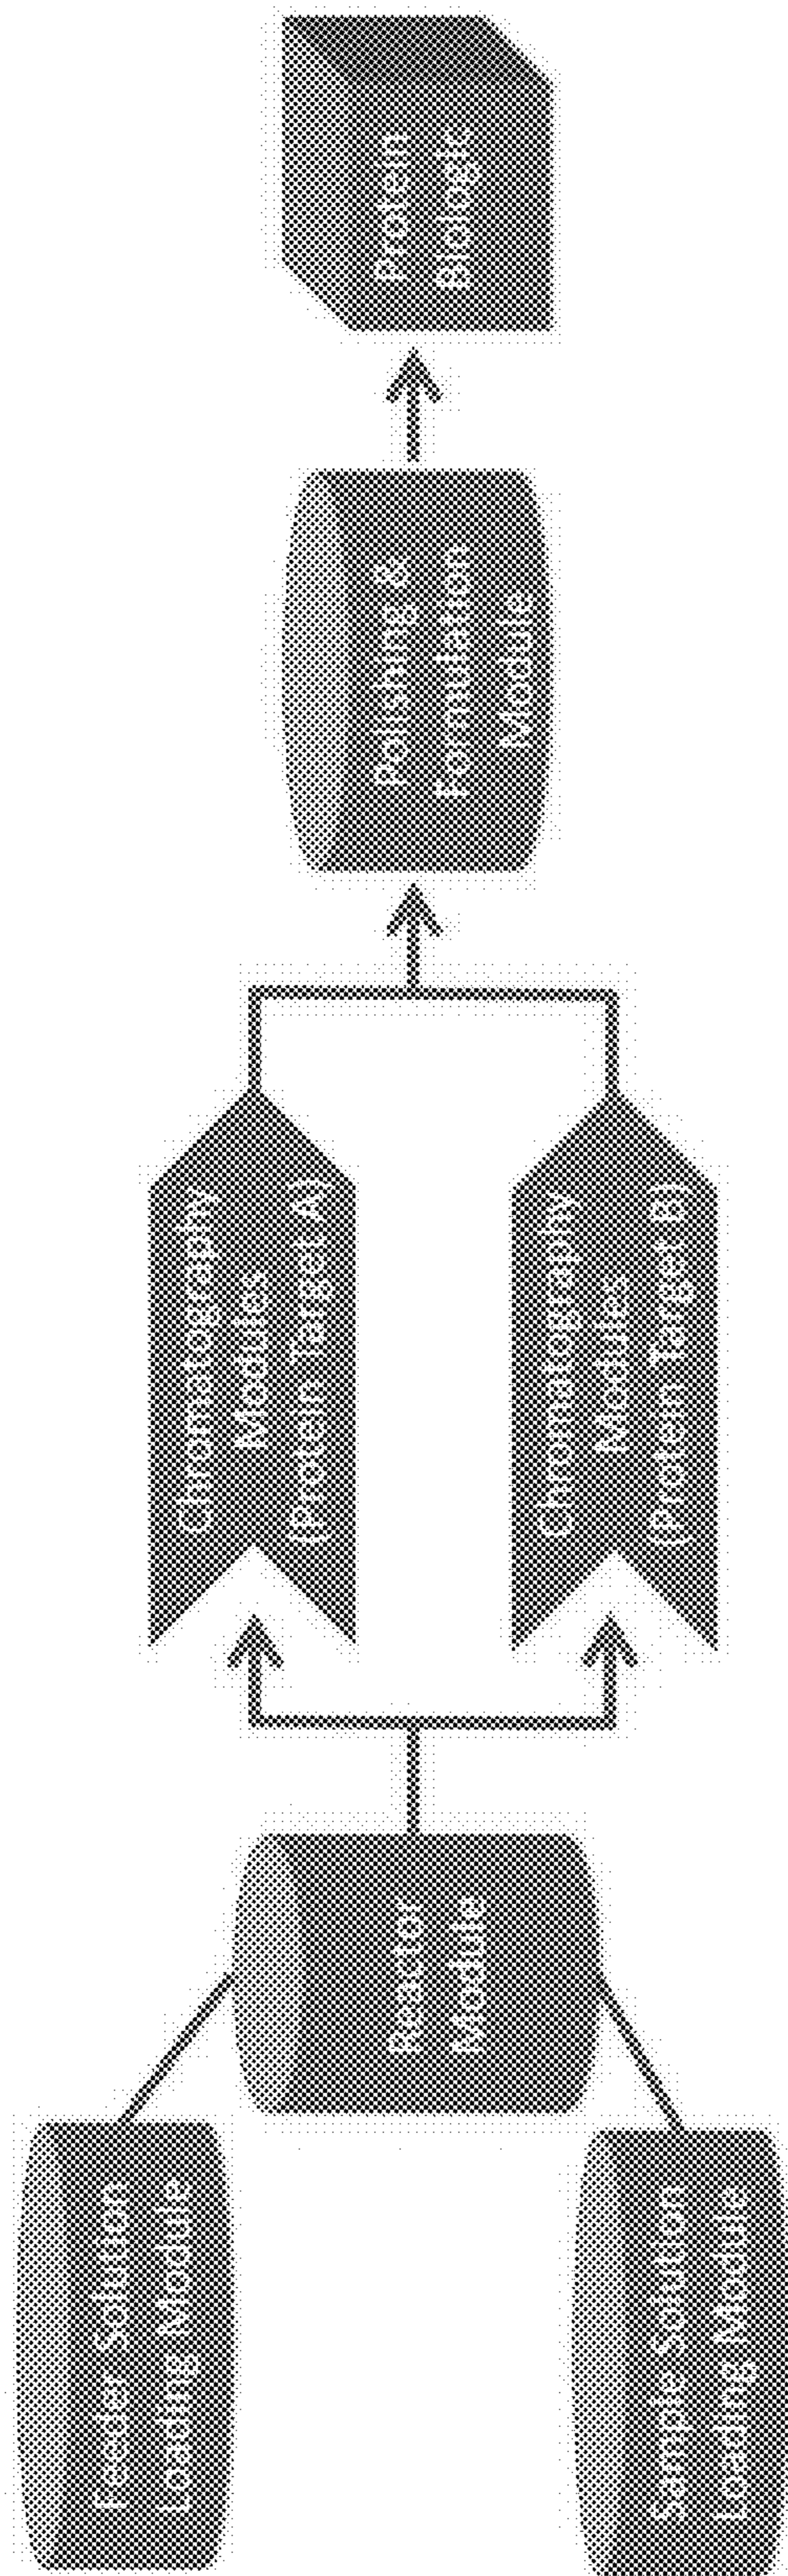 Feeder Solution
Loading Module
Sample Solution
Loading Module
Reactor
Module
Chromatography
Modules
(Protein Target A)
Chromatography
Modules
(Protein Target B)
Polishing &
Formulation
Module
Protein
Biologic